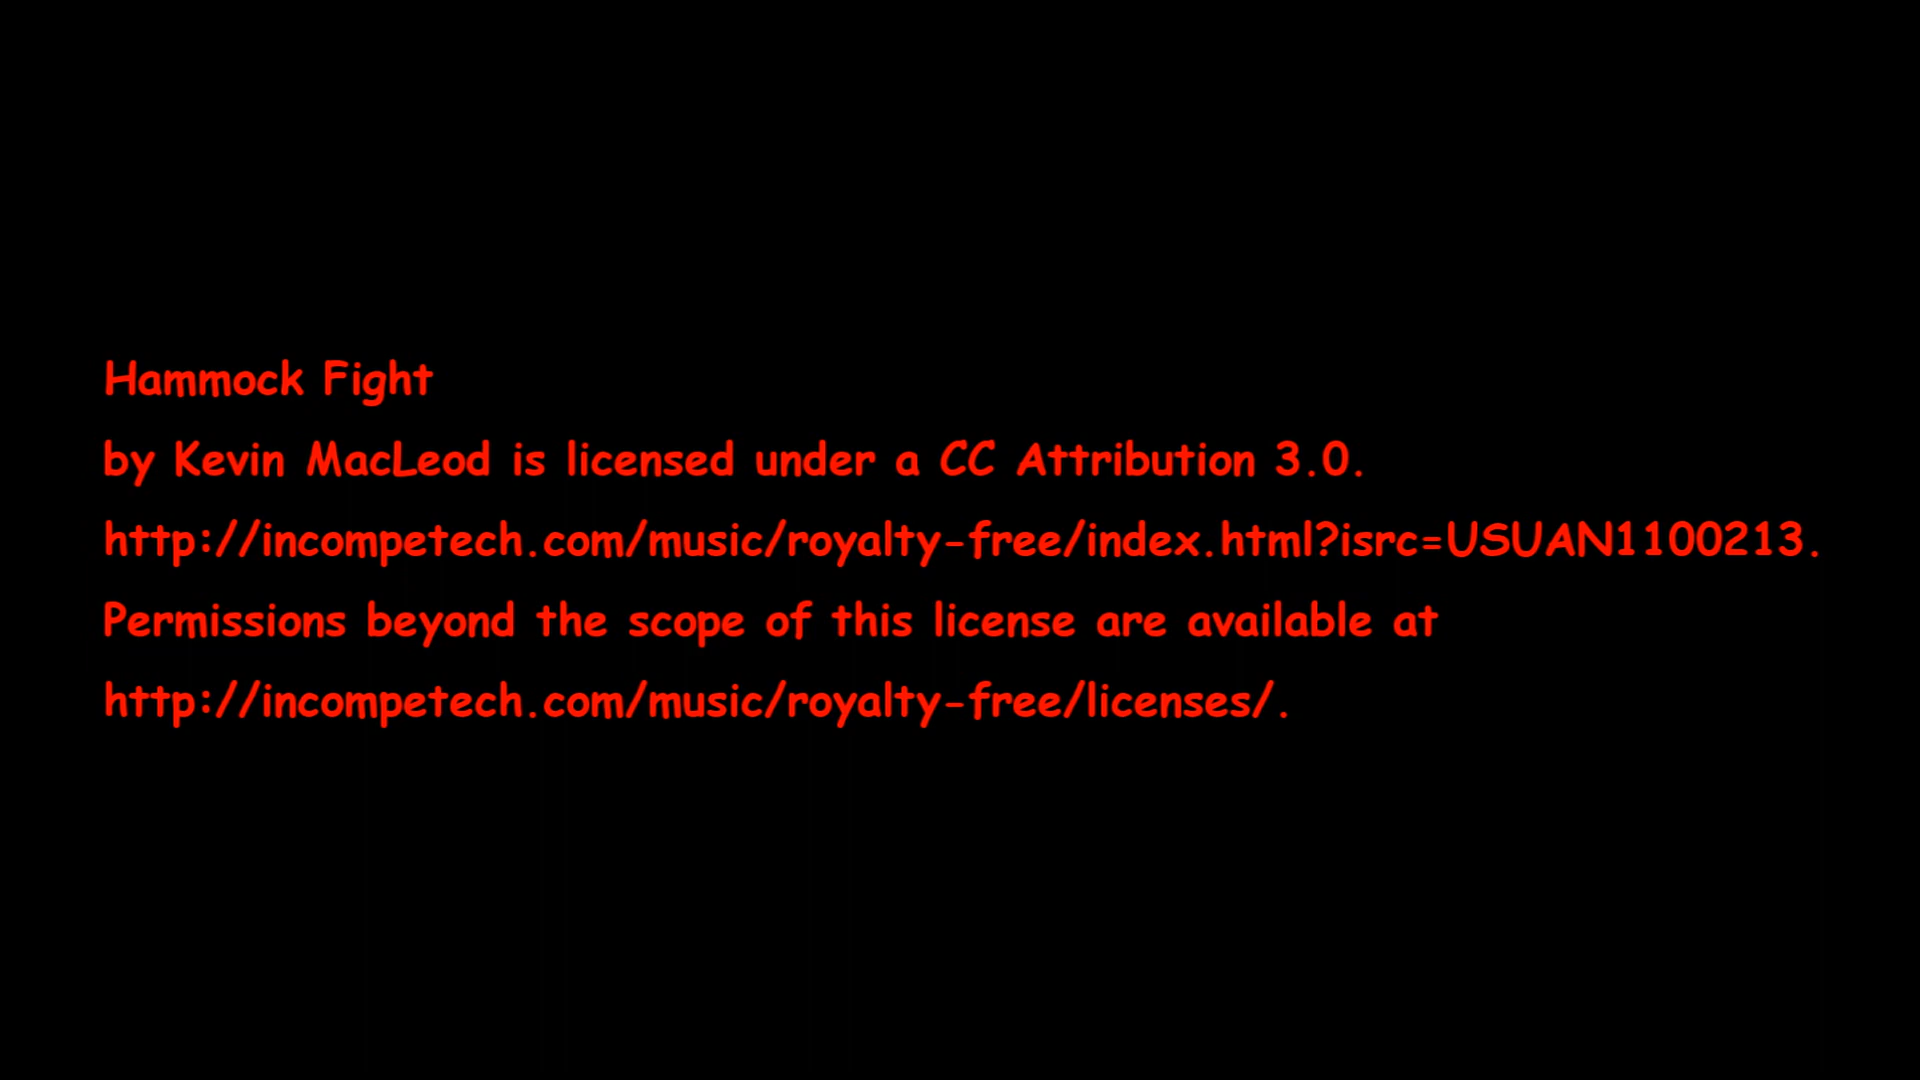 Hammock Fight
by Kevin MacLeod is licensed under a CC Attribution 3.0.
http://incompetech.com/music/royalty-free/index.html?isrc=USUAN1100213.
Permissions beyond the scope of this license are available at
http://incompetech.com/music/royalty-free/licenses/.